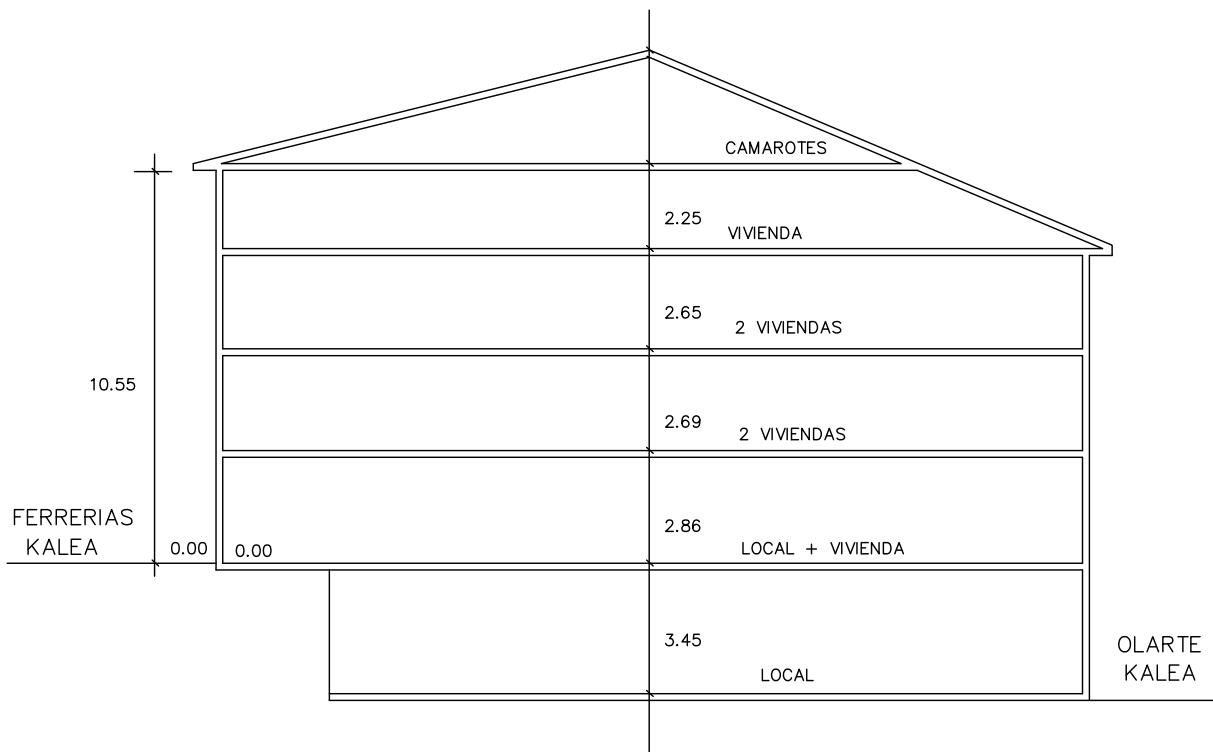 CAMAROTES
2.25
VIVIENDA
2.65
2 VIVIENDAS
10.55
2.69
2 VIVIENDAS
FERRERIAS
KALEA
0.00
0.00
2.86
LOCAL + VIVIENDA
3.45
LOCAL
OLARTE
KALEA